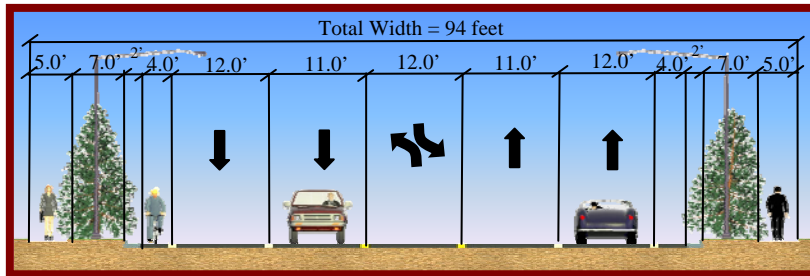 Total Width = 94 feet
5.0’ 7.0’ 2’ 4.0’ 12.0’ 11.0’ 12.0’ 11.0’ 12.0’ 4.0’ 2’ 7.0’ 5.0’